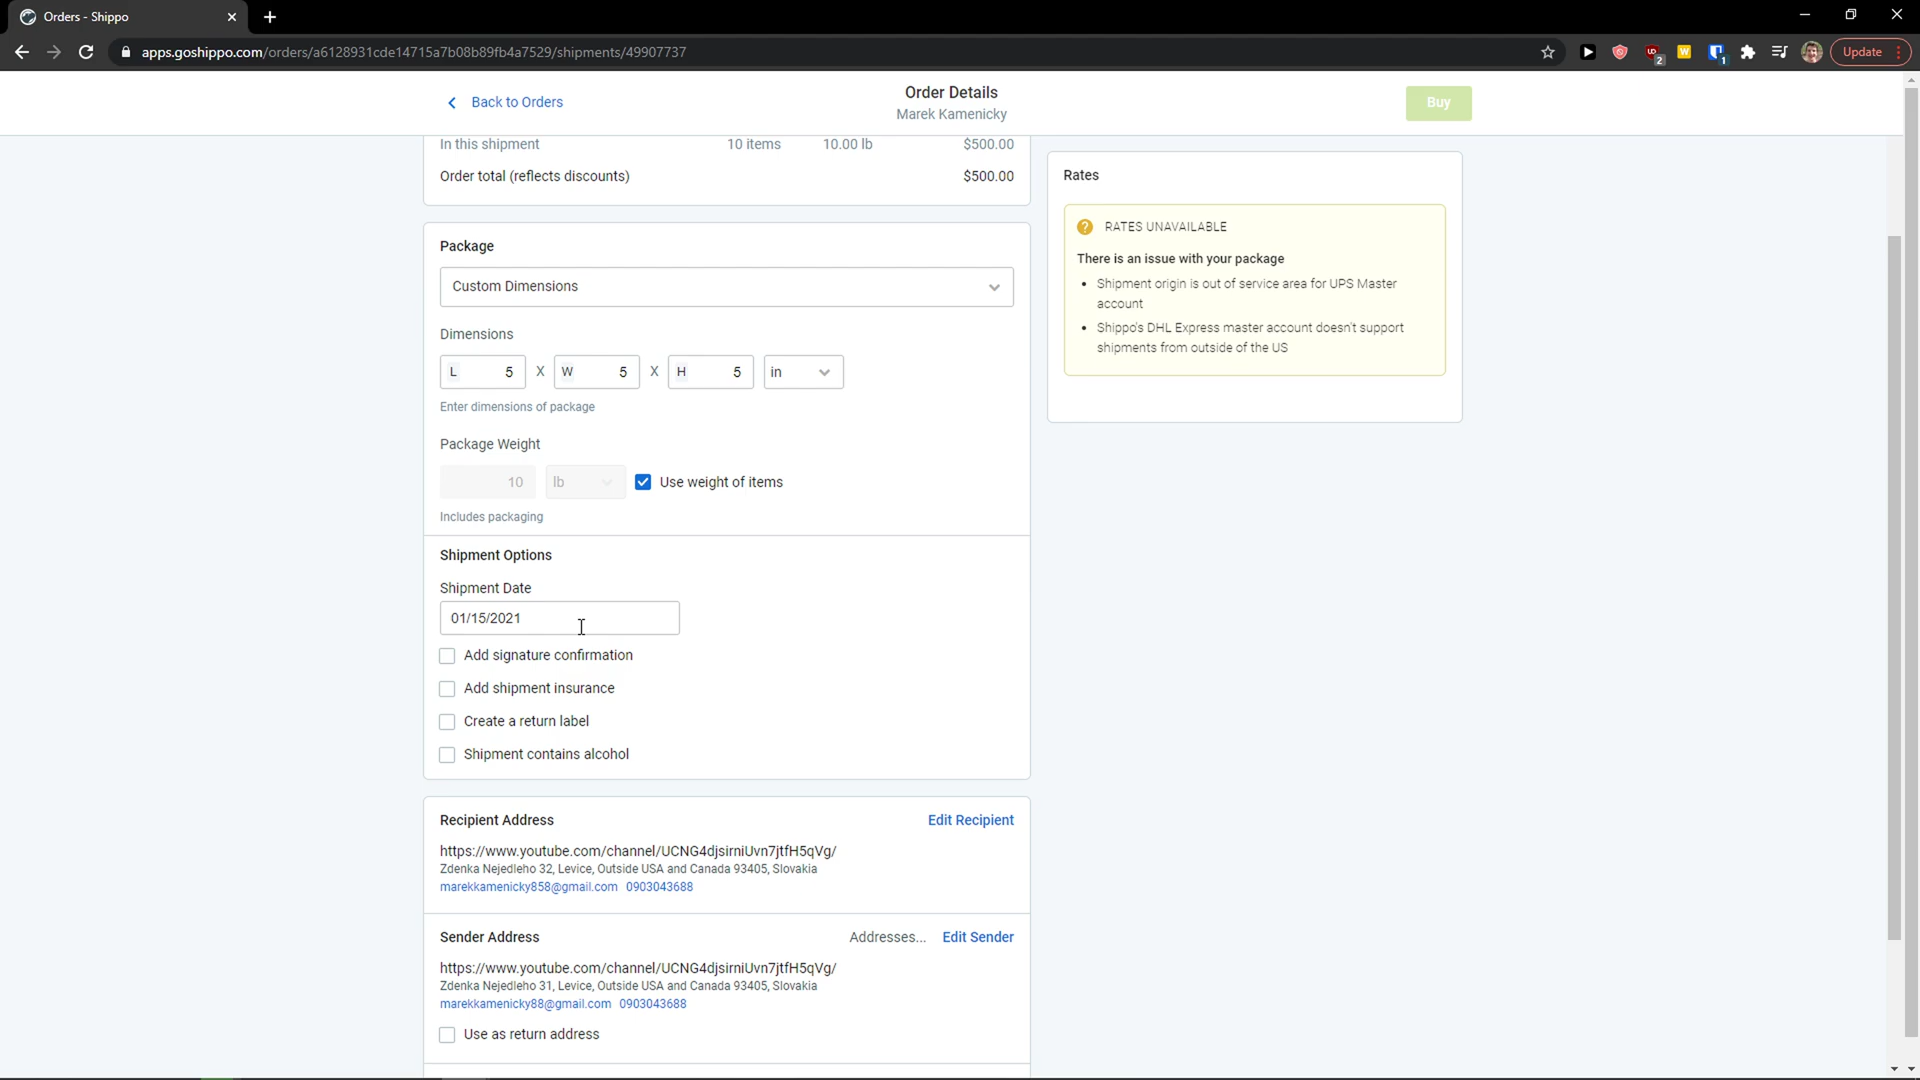 Orders - Shippo
apps.goshippo.com/orders/a6128931cde14715a7b08b89fb4a7529/shipments/49907737
2
W
1
Update
Back to Orders
Order Details
Marek Kamenicky
Buy
In this shipment 10 items 10.00 lb $500.00
Order total (reflects discounts) $500.00
Package
Custom Dimensions
Dimensions
L 5 X W 5 X H 5 in
Enter dimensions of package
Package Weight
10 lb Use weight of items
Includes packaging
Shipment Options
Shipment Date
01/15/2021
Add signature confirmation
Add shipment insurance
Create a return label
Shipment contains alcohol
Recipient Address Edit Recipient
https://www.youtube.com/channel/UCNG4djsirniUvn7jtfH5qVg/
Zdenka Nejedleho 32, Levice, Outside USA and Canada 93405, Slovakia
marekkamenicky858@gmail.com 0903043688
Sender Address Addresses... Edit Sender
https://www.youtube.com/channel/UCNG4djsirniUvn7jtfH5qVg/
Zdenka Nejedleho 31, Levice, Outside USA and Canada 93405, Slovakia
marekkamenicky88@gmail.com 0903043688
Use as return address
Rates
? RATES UNAVAILABLE
There is an issue with your package
• Shipment origin is out of service area for UPS Master
account
• Shippo's DHL Express master account doesn't support
shipments from outside of the US